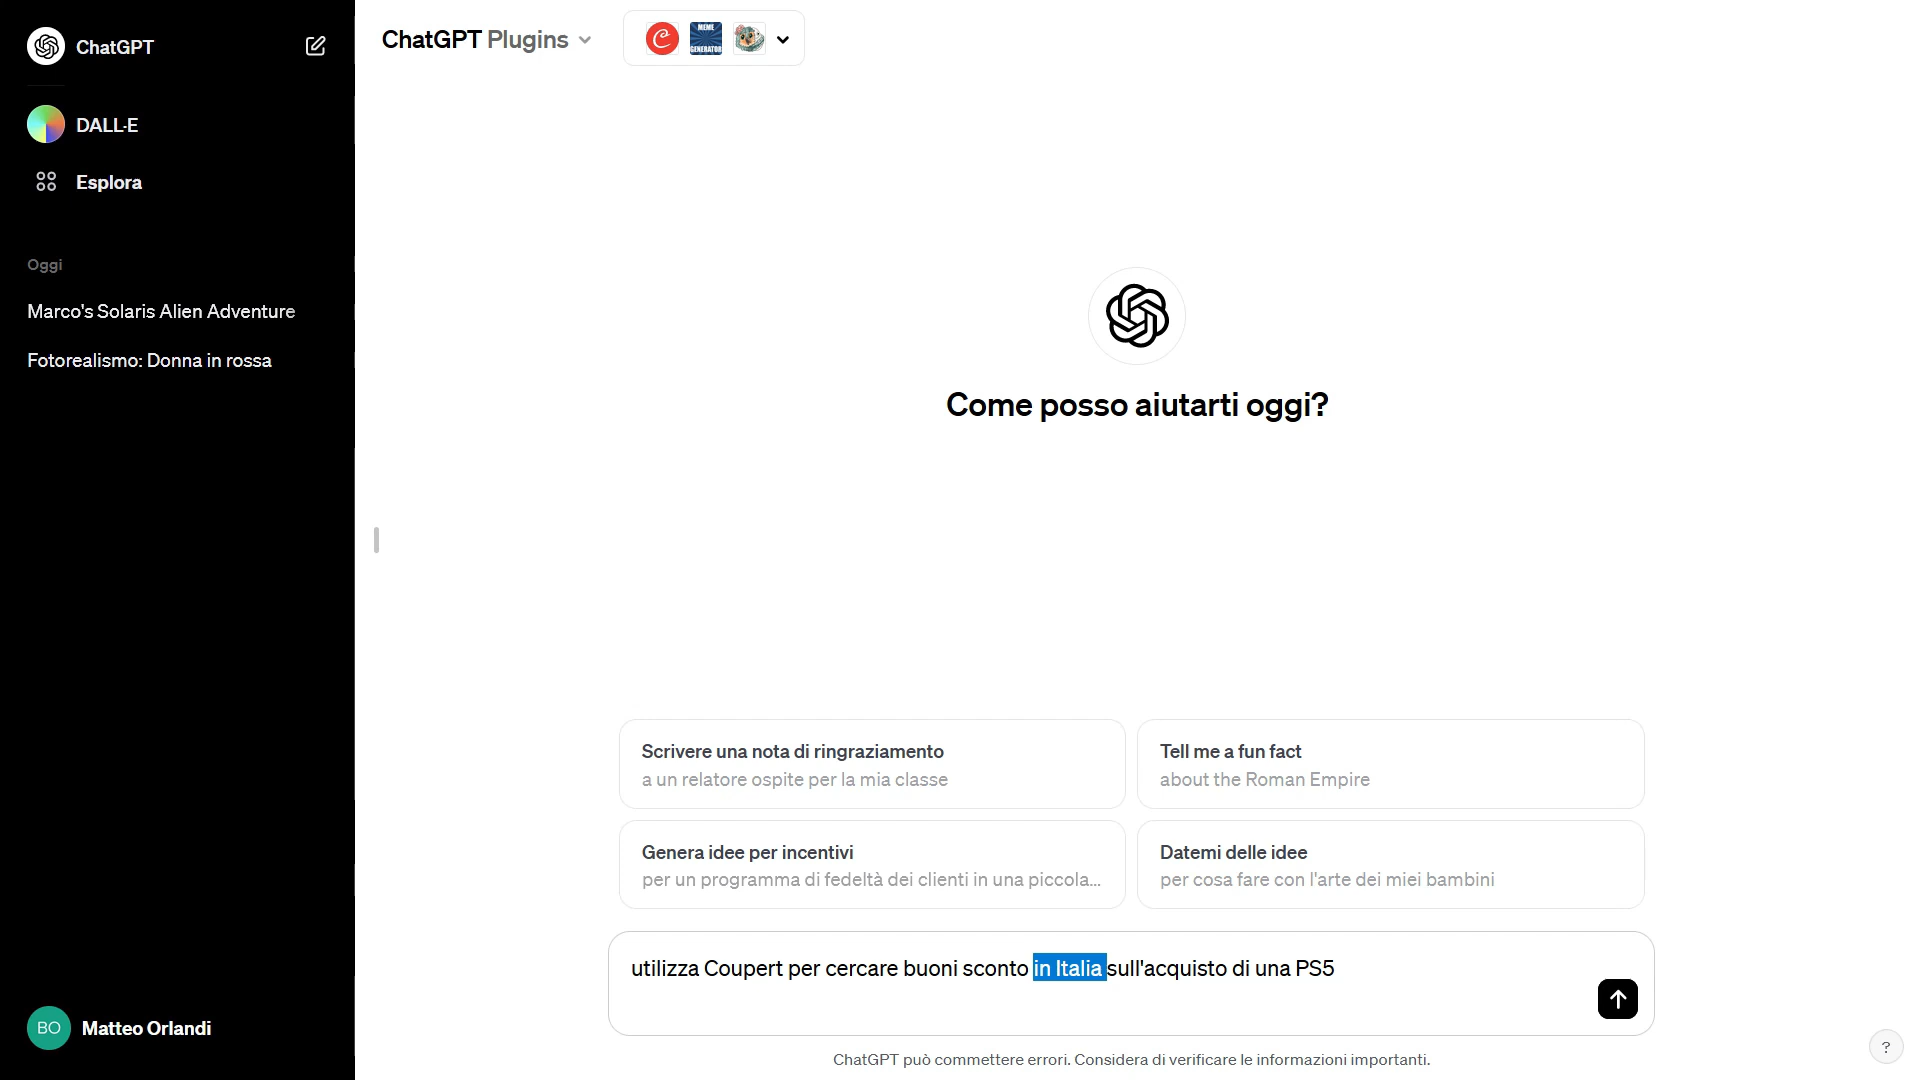 ChatGPT
DALL·E
Esplora
Oggi
Marco's Solaris Alien Adventure
Fotorealismo: Donna in rossa
BO
Matteo Orlandi
ChatGPT Plugins
MEME
GENERATOR
Come posso aiutarti oggi?
Scrivere una nota di ringraziamento
a un relatore ospite per la mia classe
Tell me a fun fact
about the Roman Empire
Genera idee per incentivi
per un programma di fedeltà dei clienti in una piccola...
Datemi delle idee
per cosa fare con l'arte dei miei bambini
utilizza Coupert per cercare buoni sconto in Italia sull'acquisto di una PS5
ChatGPT può commettere errori. Considera di verificare le informazioni importanti.
?